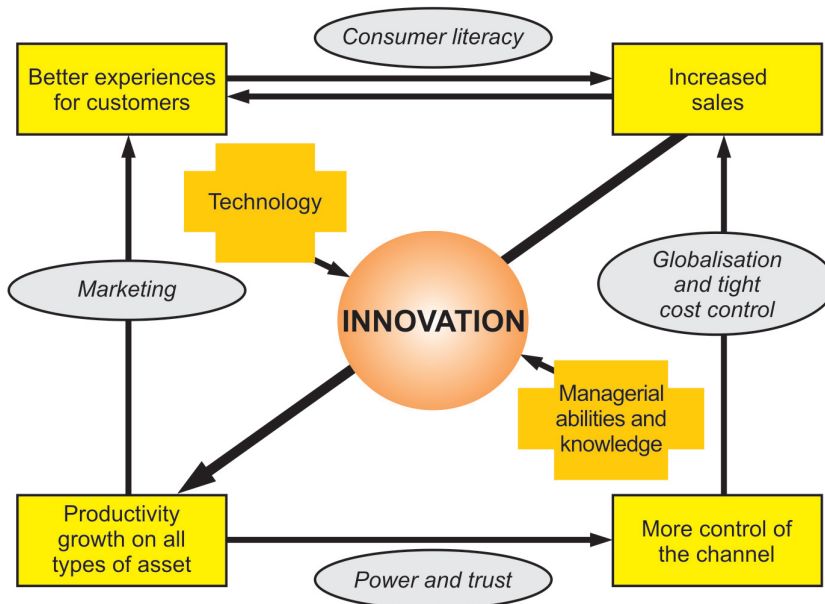 Consumer literacy
Better experiences
for customers
Increased
sales
Technology
Marketing
Globalisation
and tight
cost control
INNOVATION
Managerial
abilities and
knowledge
Productivity
growth on all
types of asset
More control of
the channel
Power and trust